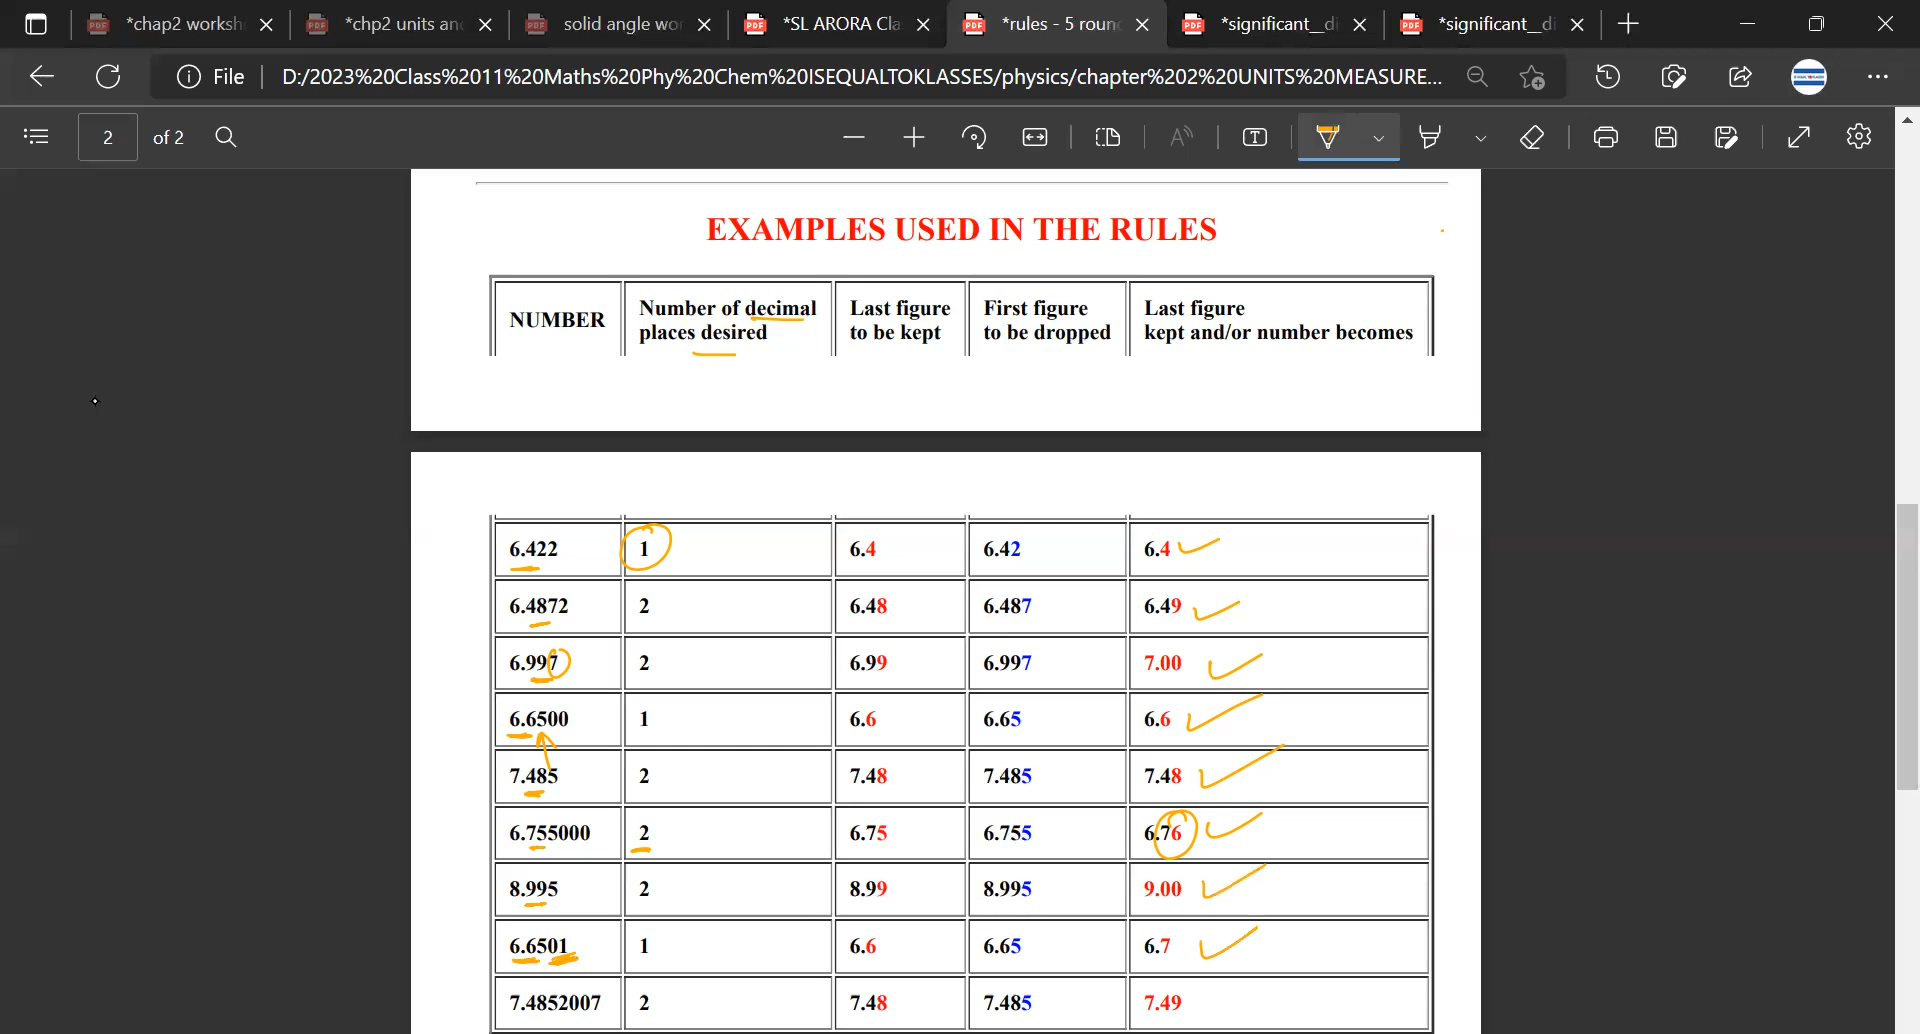 *chap2 worksh
*chp2 units an
solid angle wo
*SL ARORA Cla
*rules - 5 roun
*significant__di
*significant__di
File
D:/2023%20Class%2011%20Maths%20Phy%20Chem%20ISEQUALTOKLASSES/physics/chapter%202%20UNITS%20MEASURE...
2 of 2
EXAMPLES USED IN THE RULES
NUMBER
Number of decimal
places desired
Last figure
to be kept
First figure
to be dropped
Last figure
kept and/or number becomes
6.422 1 6.4 6.42 6.4
6.4872 2 6.48 6.487 6.49
6.997 2 6.99 6.997 7.00
6.6500 1 6.6 6.65 6.6
7.485 2 7.48 7.485 7.48
6.755000 2 6.75 6.755 6.76
8.995 2 8.99 8.995 9.00
6.6501 1 6.6 6.65 6.7
7.4852007 2 7.48 7.485 7.49